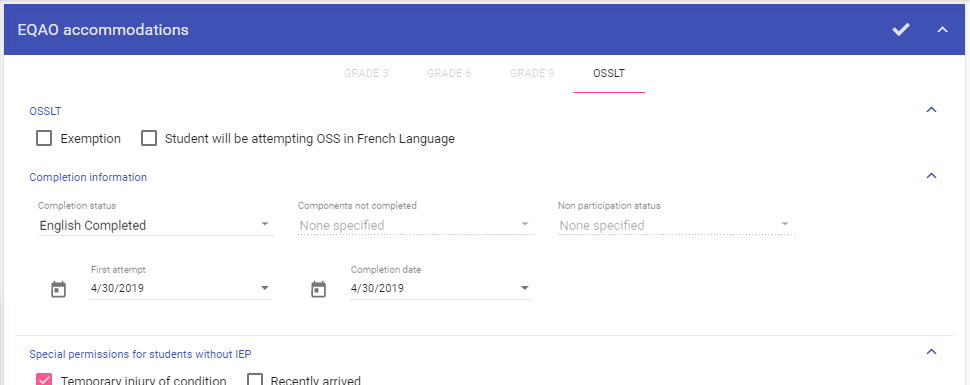 EQAO accommodations
GRADE 3 GRADE 6 GRADE 9 OSSLT
OSSLT
Exemption Student will be attempting OSS in French Language
Completion information
Completion status Components not completed Non participation status
English Completed None specified None specified
First attempt Completion date
4/30/2019 4/30/2019
Special permissions for students without IEP
Temporary injury of condition Recently arrived